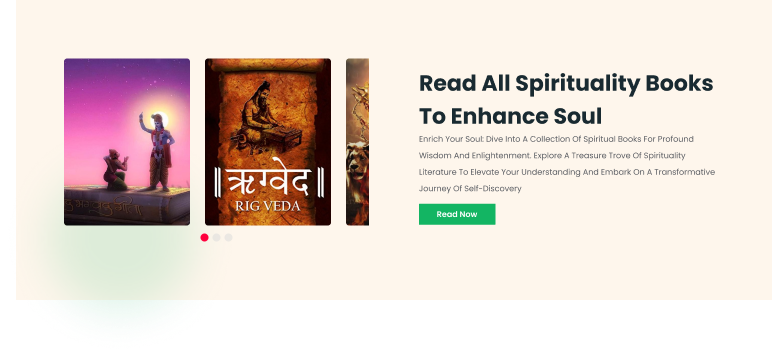 ॥ऋग्वेद॥
RIG VEDA
Read All Spirituality Books
To Enhance Soul
Enrich Your Soul: Dive Into A Collection Of Spiritual Books For Profound
Wisdom And Enlightenment. Explore A Treasure Trove Of Spirituality
Literature To Elevate Your Understanding And Embark On A Transformative
Journey Of Self-Discovery
Read Now